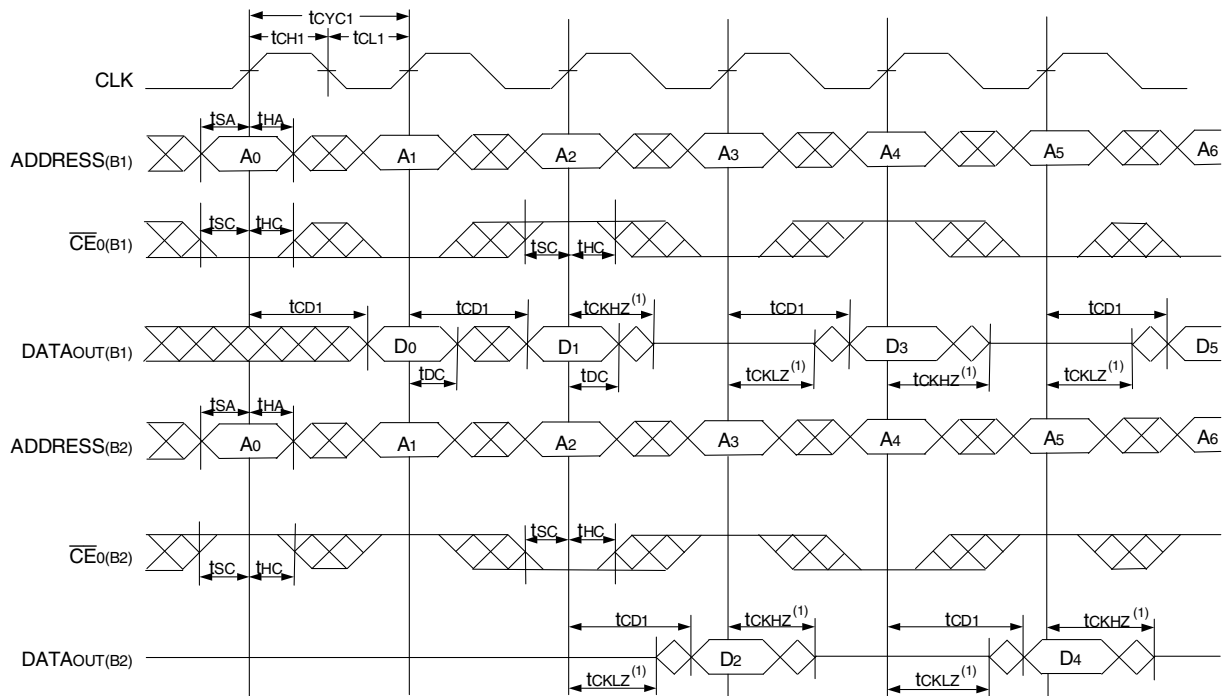 tCYC1
tCH1 tCL1
CLK
tSA tHA
ADDRESS(B1) A0 A1 A2 A3 A4 A5 A6
tSC tHC
CE0(B1) tSC tHC
tCD1 tCD1 tCKHZ(1) tCD1 tCD1
DATAOUT(B1) D0 D1 D3 D5
tDC tDC tCKLZ(1) tCKHZ(1) tCKLZ(1)
tSA tHA
ADDRESS(B2) A0 A1 A2 A3 A4 A5 A6
tSC tHC
CE0(B2)
tSC tHC
tCD1 tCKHZ(1) tCD1 tCKHZ(1)
DATAOUT(B2) D2 D4
tCKLZ(1) tCKLZ(1)